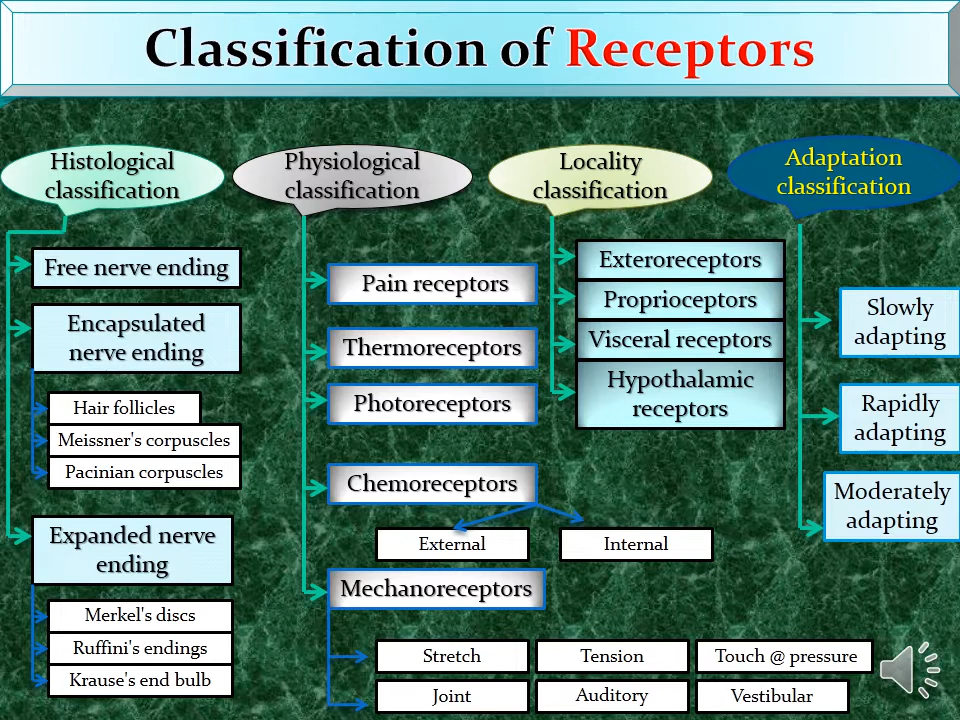 Classification of Receptors
Histological
classification
Free nerve ending
Encapsulated
nerve ending
Hair follicles
Meissner's corpuscles
Pacinian corpuscles
Expanded nerve
ending
Merkel's discs
Ruffini's endings
Krause's end bulb
Physiological
classification
Pain receptors
Thermoreceptors
Photoreceptors
Chemoreceptors
External
Internal
Mechanoreceptors
Stretch
Tension
Touch @ pressure
Joint
Auditory
Vestibular
Locality
classification
Exteroreceptors
Proprioceptors
Visceral receptors
Hypothalamic
receptors
Adaptation
classification
Slowly
adapting
Rapidly
adapting
Moderately
adapting